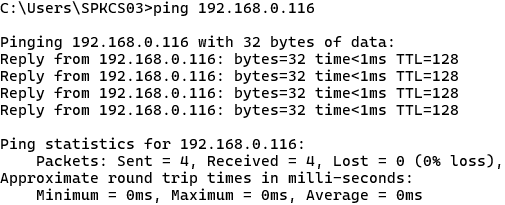 C:\Users\SPKCS03>ping 192.168.0.116

Pinging 192.168.0.116 with 32 bytes of data:
Reply from 192.168.0.116: bytes=32 time<1ms TTL=128
Reply from 192.168.0.116: bytes=32 time<1ms TTL=128
Reply from 192.168.0.116: bytes=32 time<1ms TTL=128
Reply from 192.168.0.116: bytes=32 time<1ms TTL=128

Ping statistics for 192.168.0.116:
    Packets: Sent = 4, Received = 4, Lost = 0 (0% loss),
Approximate round trip times in milli-seconds:
    Minimum = 0ms, Maximum = 0ms, Average = 0ms